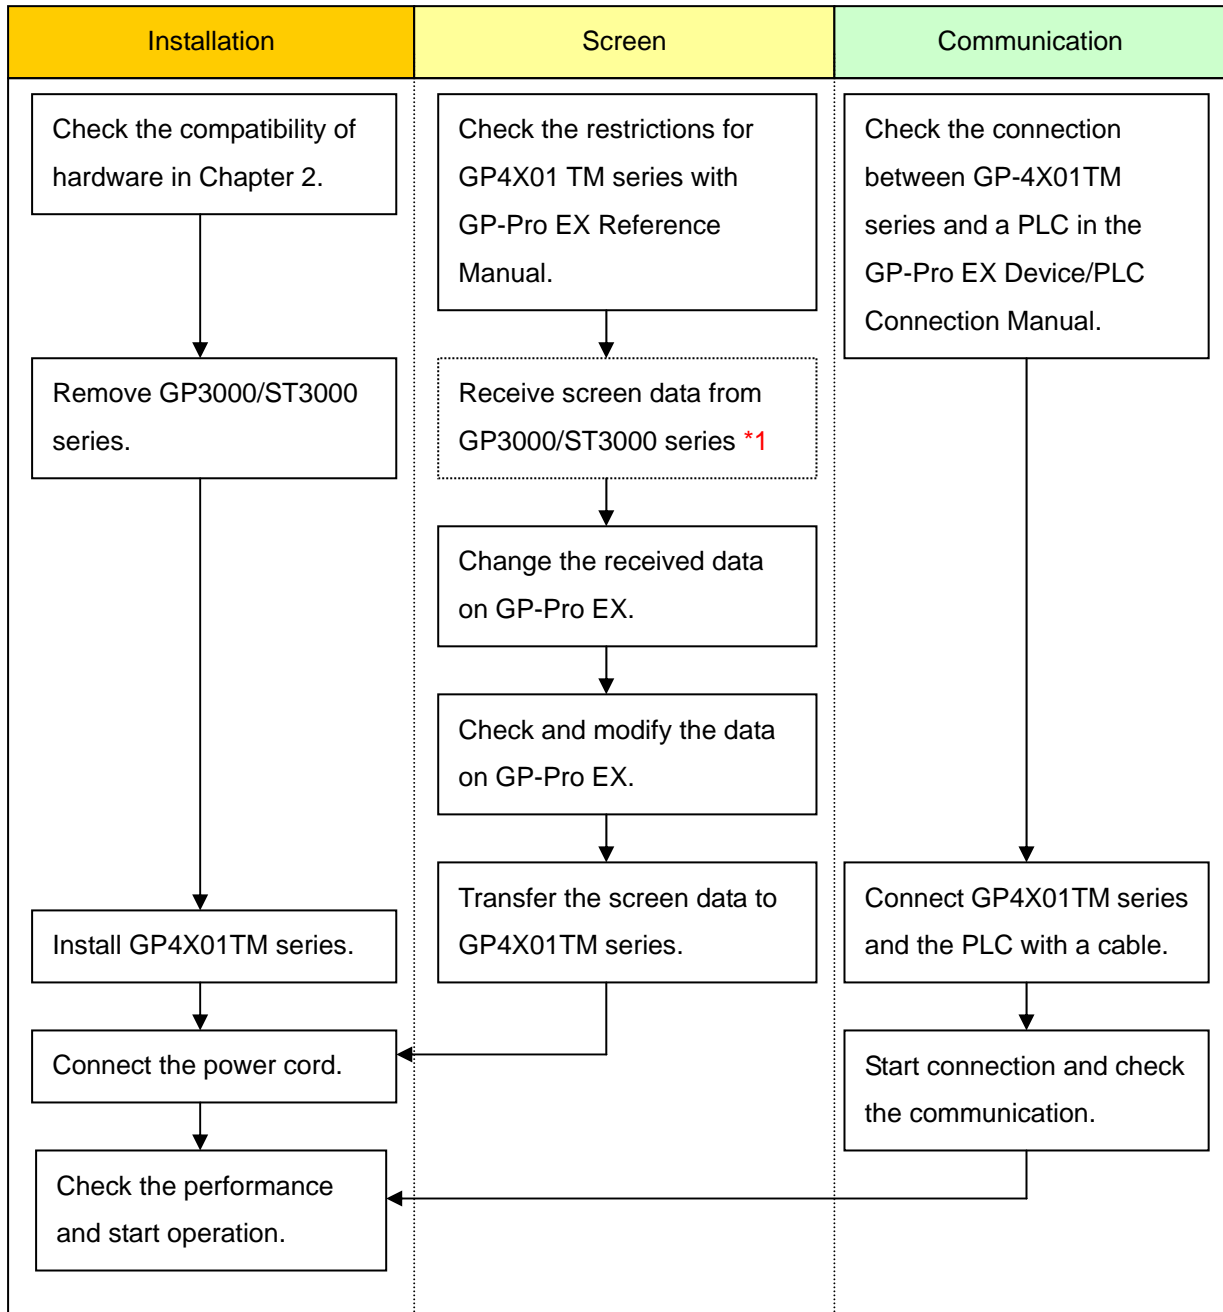 Installation
Screen
Communication
Check the compatibility of
hardware in Chapter 2.
Remove GP3000/ST3000
series.
Install GP4X01TM series.
Connect the power cord.
Check the performance
and start operation.
Check the restrictions for
GP4X01 TM series with
GP-Pro EX Reference
Manual.
Receive screen data from
GP3000/ST3000 series *1
Change the received data
on GP-Pro EX.
Check and modify the data
on GP-Pro EX.
Transfer the screen data to
GP4X01TM series.
Check the connection
between GP-4X01TM
series and a PLC in the
GP-Pro EX Device/PLC
Connection Manual.
Connect GP4X01TM series
and the PLC with a cable.
Start connection and check
the communication.